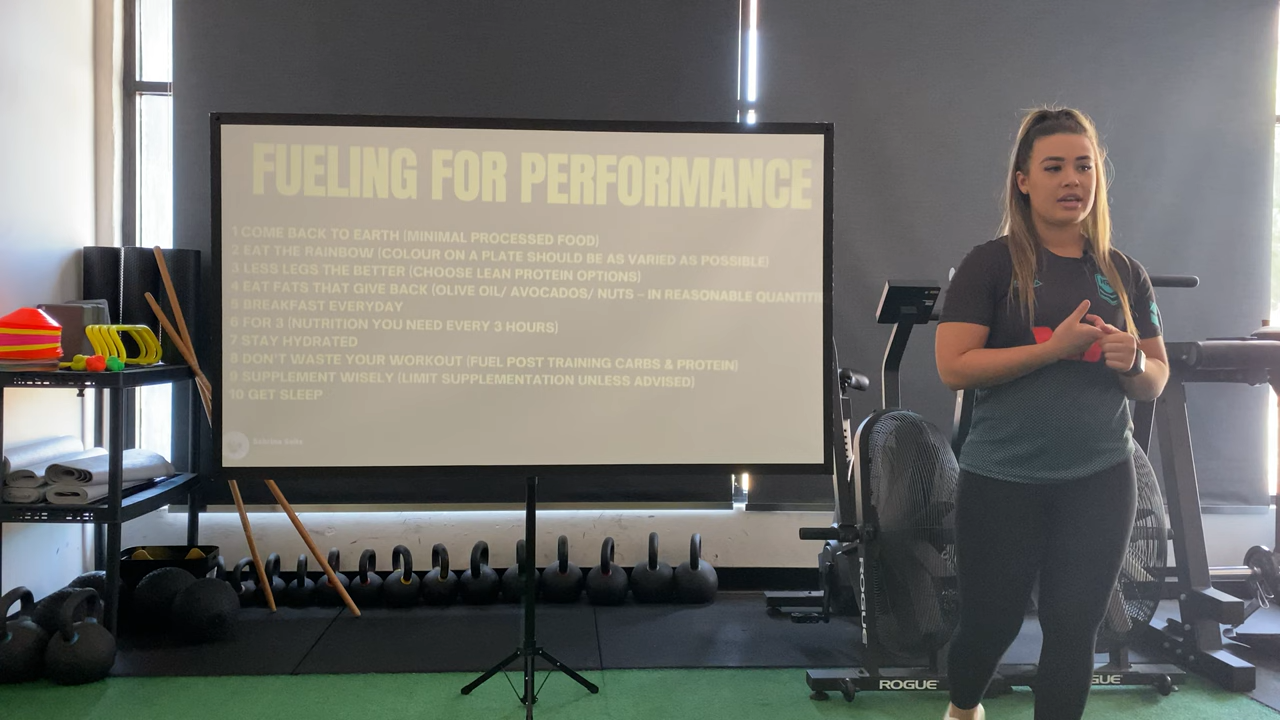 FUELING FOR PERFORMANCE
1 COME BACK TO EARTH (MINIMAL PROCESSED FOOD)
2 EAT THE RAINBOW (COLOUR ON A PLATE SHOULD BE AS VARIED AS POSSIBLE)
3 LESS LEGS THE BETTER (CHOOSE LEAN PROTEIN OPTIONS)
4 EAT FATS THAT GIVE BACK (OLIVE OIL/ AVOCADOS/ NUTS – IN REASONABLE QUANTITI
5 BREAKFAST EVERYDAY
6 FOR 3 (NUTRITION YOU NEED EVERY 3 HOURS)
7 STAY HYDRATED
8 DON'T WASTE YOUR WORKOUT (FUEL POST TRAINING CARBS & PROTEIN)
9 SUPPLEMENT WISELY (LIMIT SUPPLEMENTATION UNLESS ADVISED)
10 GET SLEEP
ROGUE
ROGUE
GUE